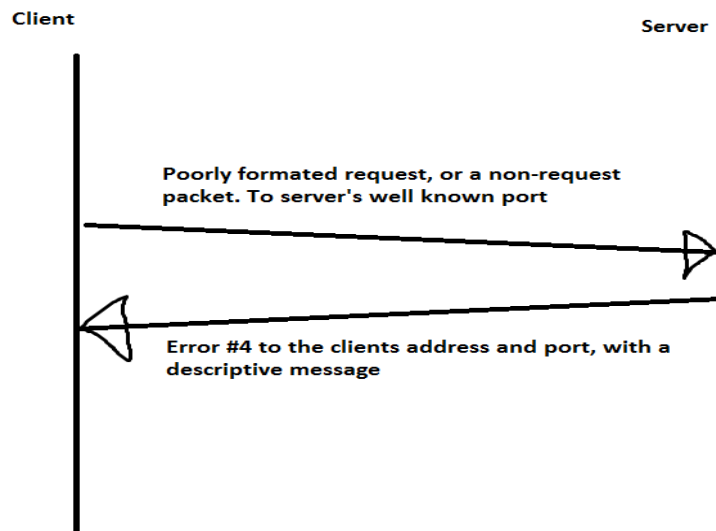 Client
Server
Poorly formated request, or a non-request
packet. To server's well known port
Error #4 to the clients address and port, with a
descriptive message